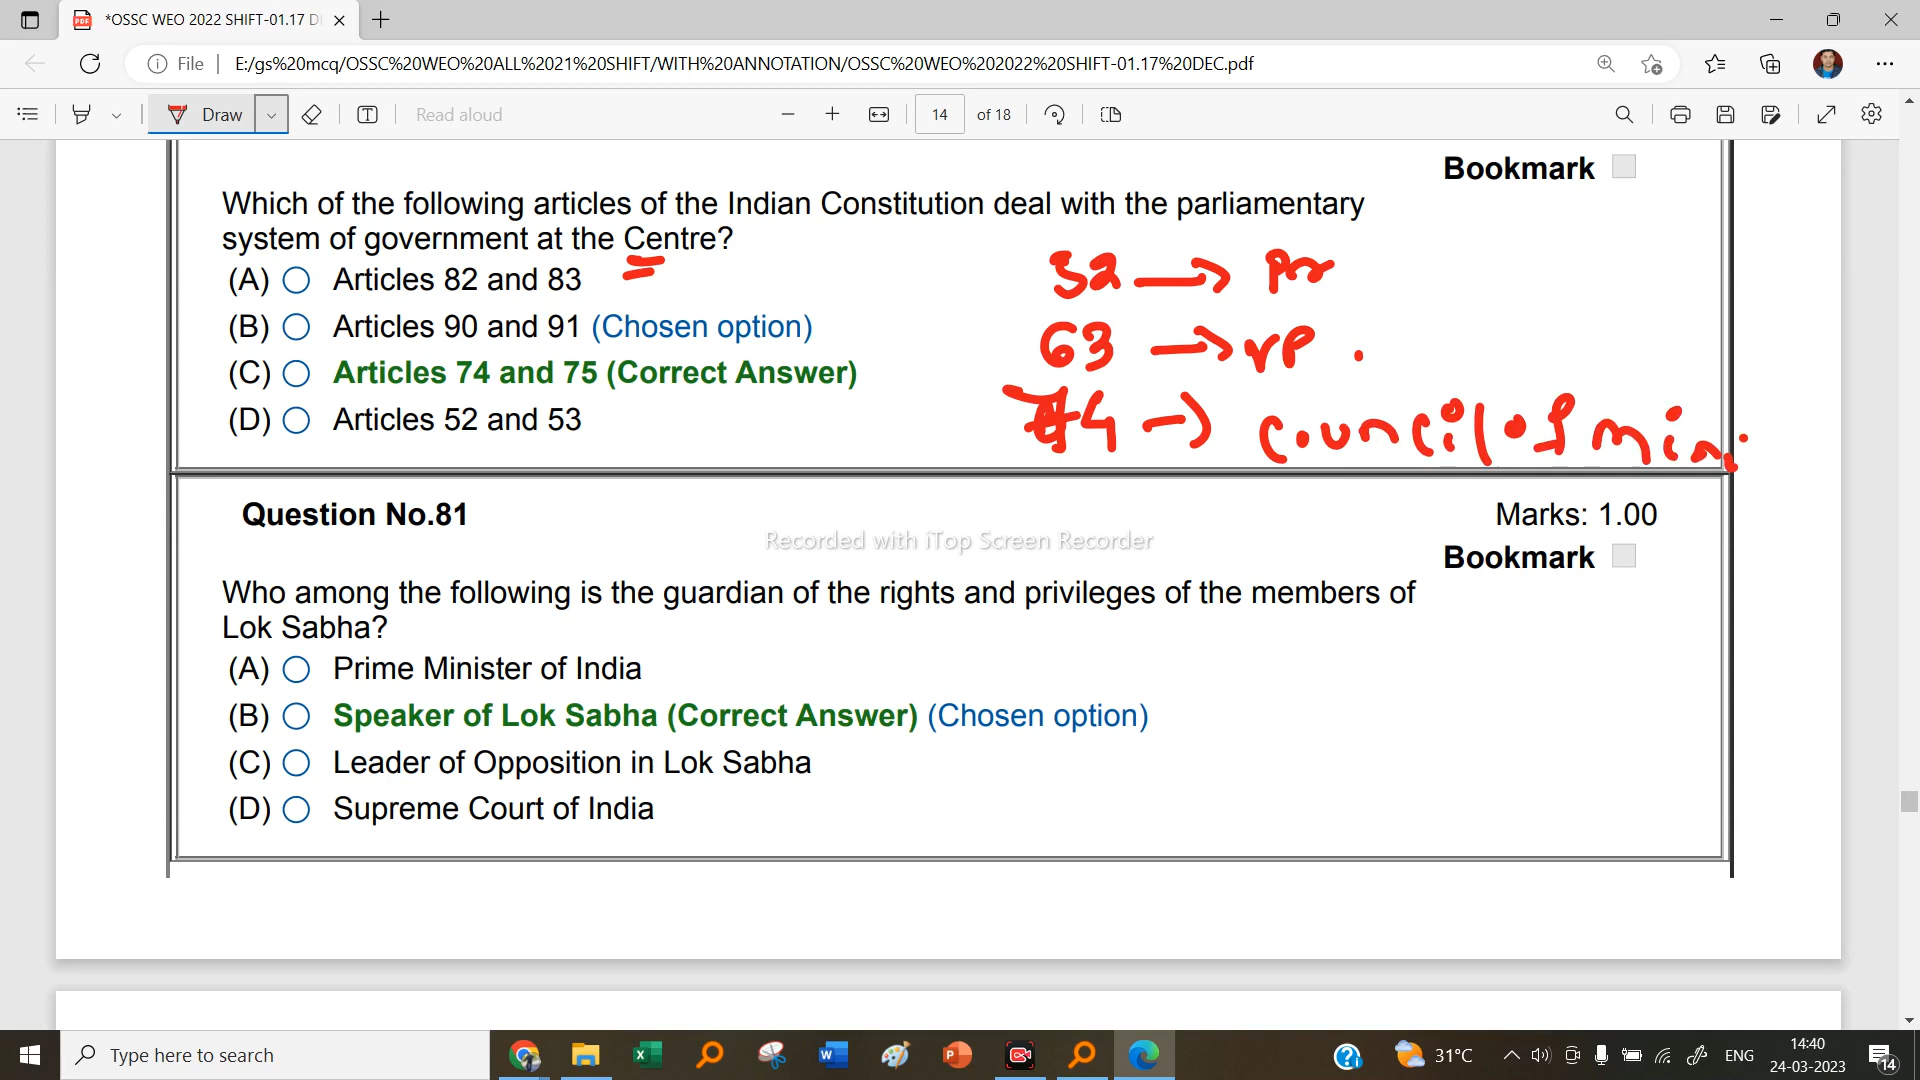 *OSSC WEO 2022 SHIFT-01.17 D
File
E:/gs%20mcq/OSSC%20WEO%20ALL%2021%20SHIFT/WITH%20ANNOTATION/OSSC%20WEO%202022%20SHIFT-01.17%20DEC.pdf
Draw
Read aloud
14 of 18
Bookmark
Which of the following articles of the Indian Constitution deal with the parliamentary
system of government at the Centre?
(A) Articles 82 and 83
(B) Articles 90 and 91 (Chosen option)
(C) Articles 74 and 75 (Correct Answer)
(D) Articles 52 and 53
52 → Pr
63 → VP .
74 → council of min.
Question No.81
Marks: 1.00
Recorded with iTop Screen Recorder
Bookmark
Who among the following is the guardian of the rights and privileges of the members of
Lok Sabha?
(A) Prime Minister of India
(B) Speaker of Lok Sabha (Correct Answer) (Chosen option)
(C) Leader of Opposition in Lok Sabha
(D) Supreme Court of India
Type here to search
31°C
ENG
14:40
24-03-2023
14